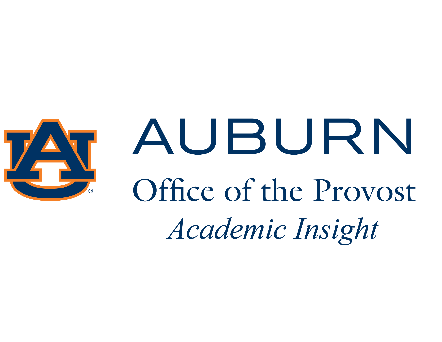 AU
AUBURN
Office of the Provost
Academic Insight